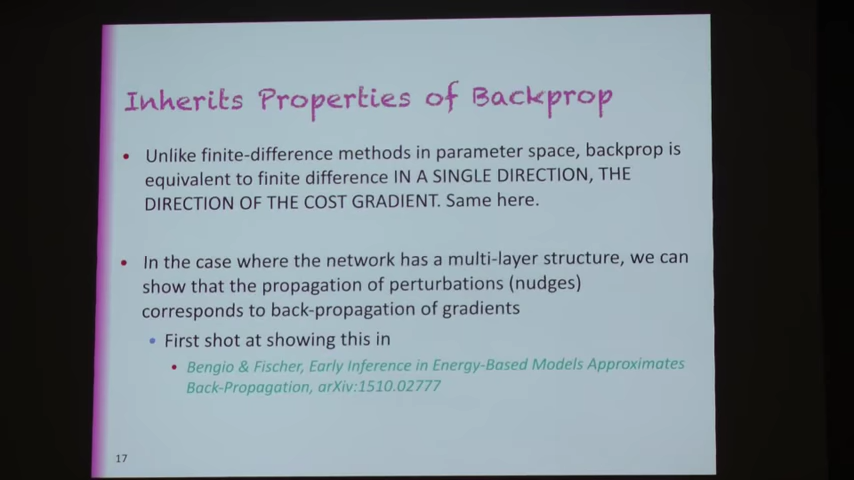 Inherits Properties of Backprop
• Unlike finite-difference methods in parameter space, backprop is
equivalent to finite difference IN A SINGLE DIRECTION, THE
DIRECTION OF THE COST GRADIENT. Same here.
• In the case where the network has a multi-layer structure, we can
show that the propagation of perturbations (nudges)
corresponds to back-propagation of gradients
• First shot at showing this in
• Bengio & Fischer, Early Inference in Energy-Based Models Approximates
Back-Propagation, arXiv:1510.02777
17